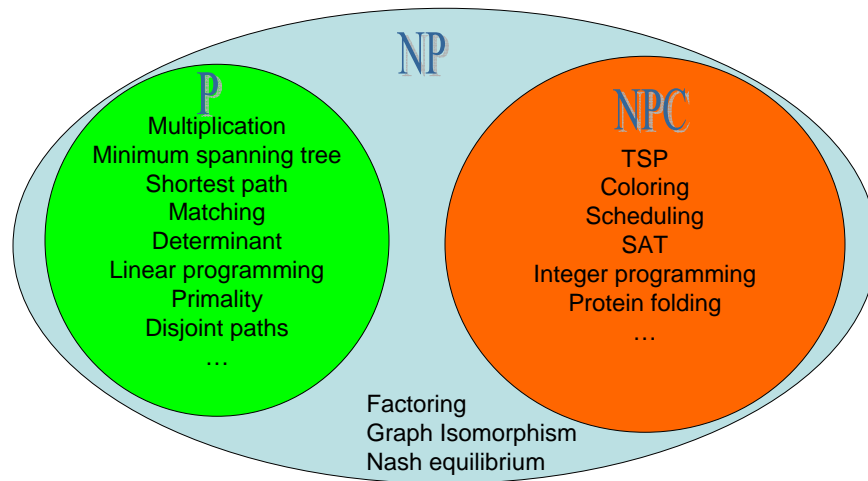 NP
P
Multiplication
Minimum spanning tree
Shortest path
Matching
Determinant
Linear programming
Primality
Disjoint paths
…
NPC
TSP
Coloring
Scheduling
SAT
Integer programming
Protein folding
…
Factoring
Graph Isomorphism
Nash equilibrium